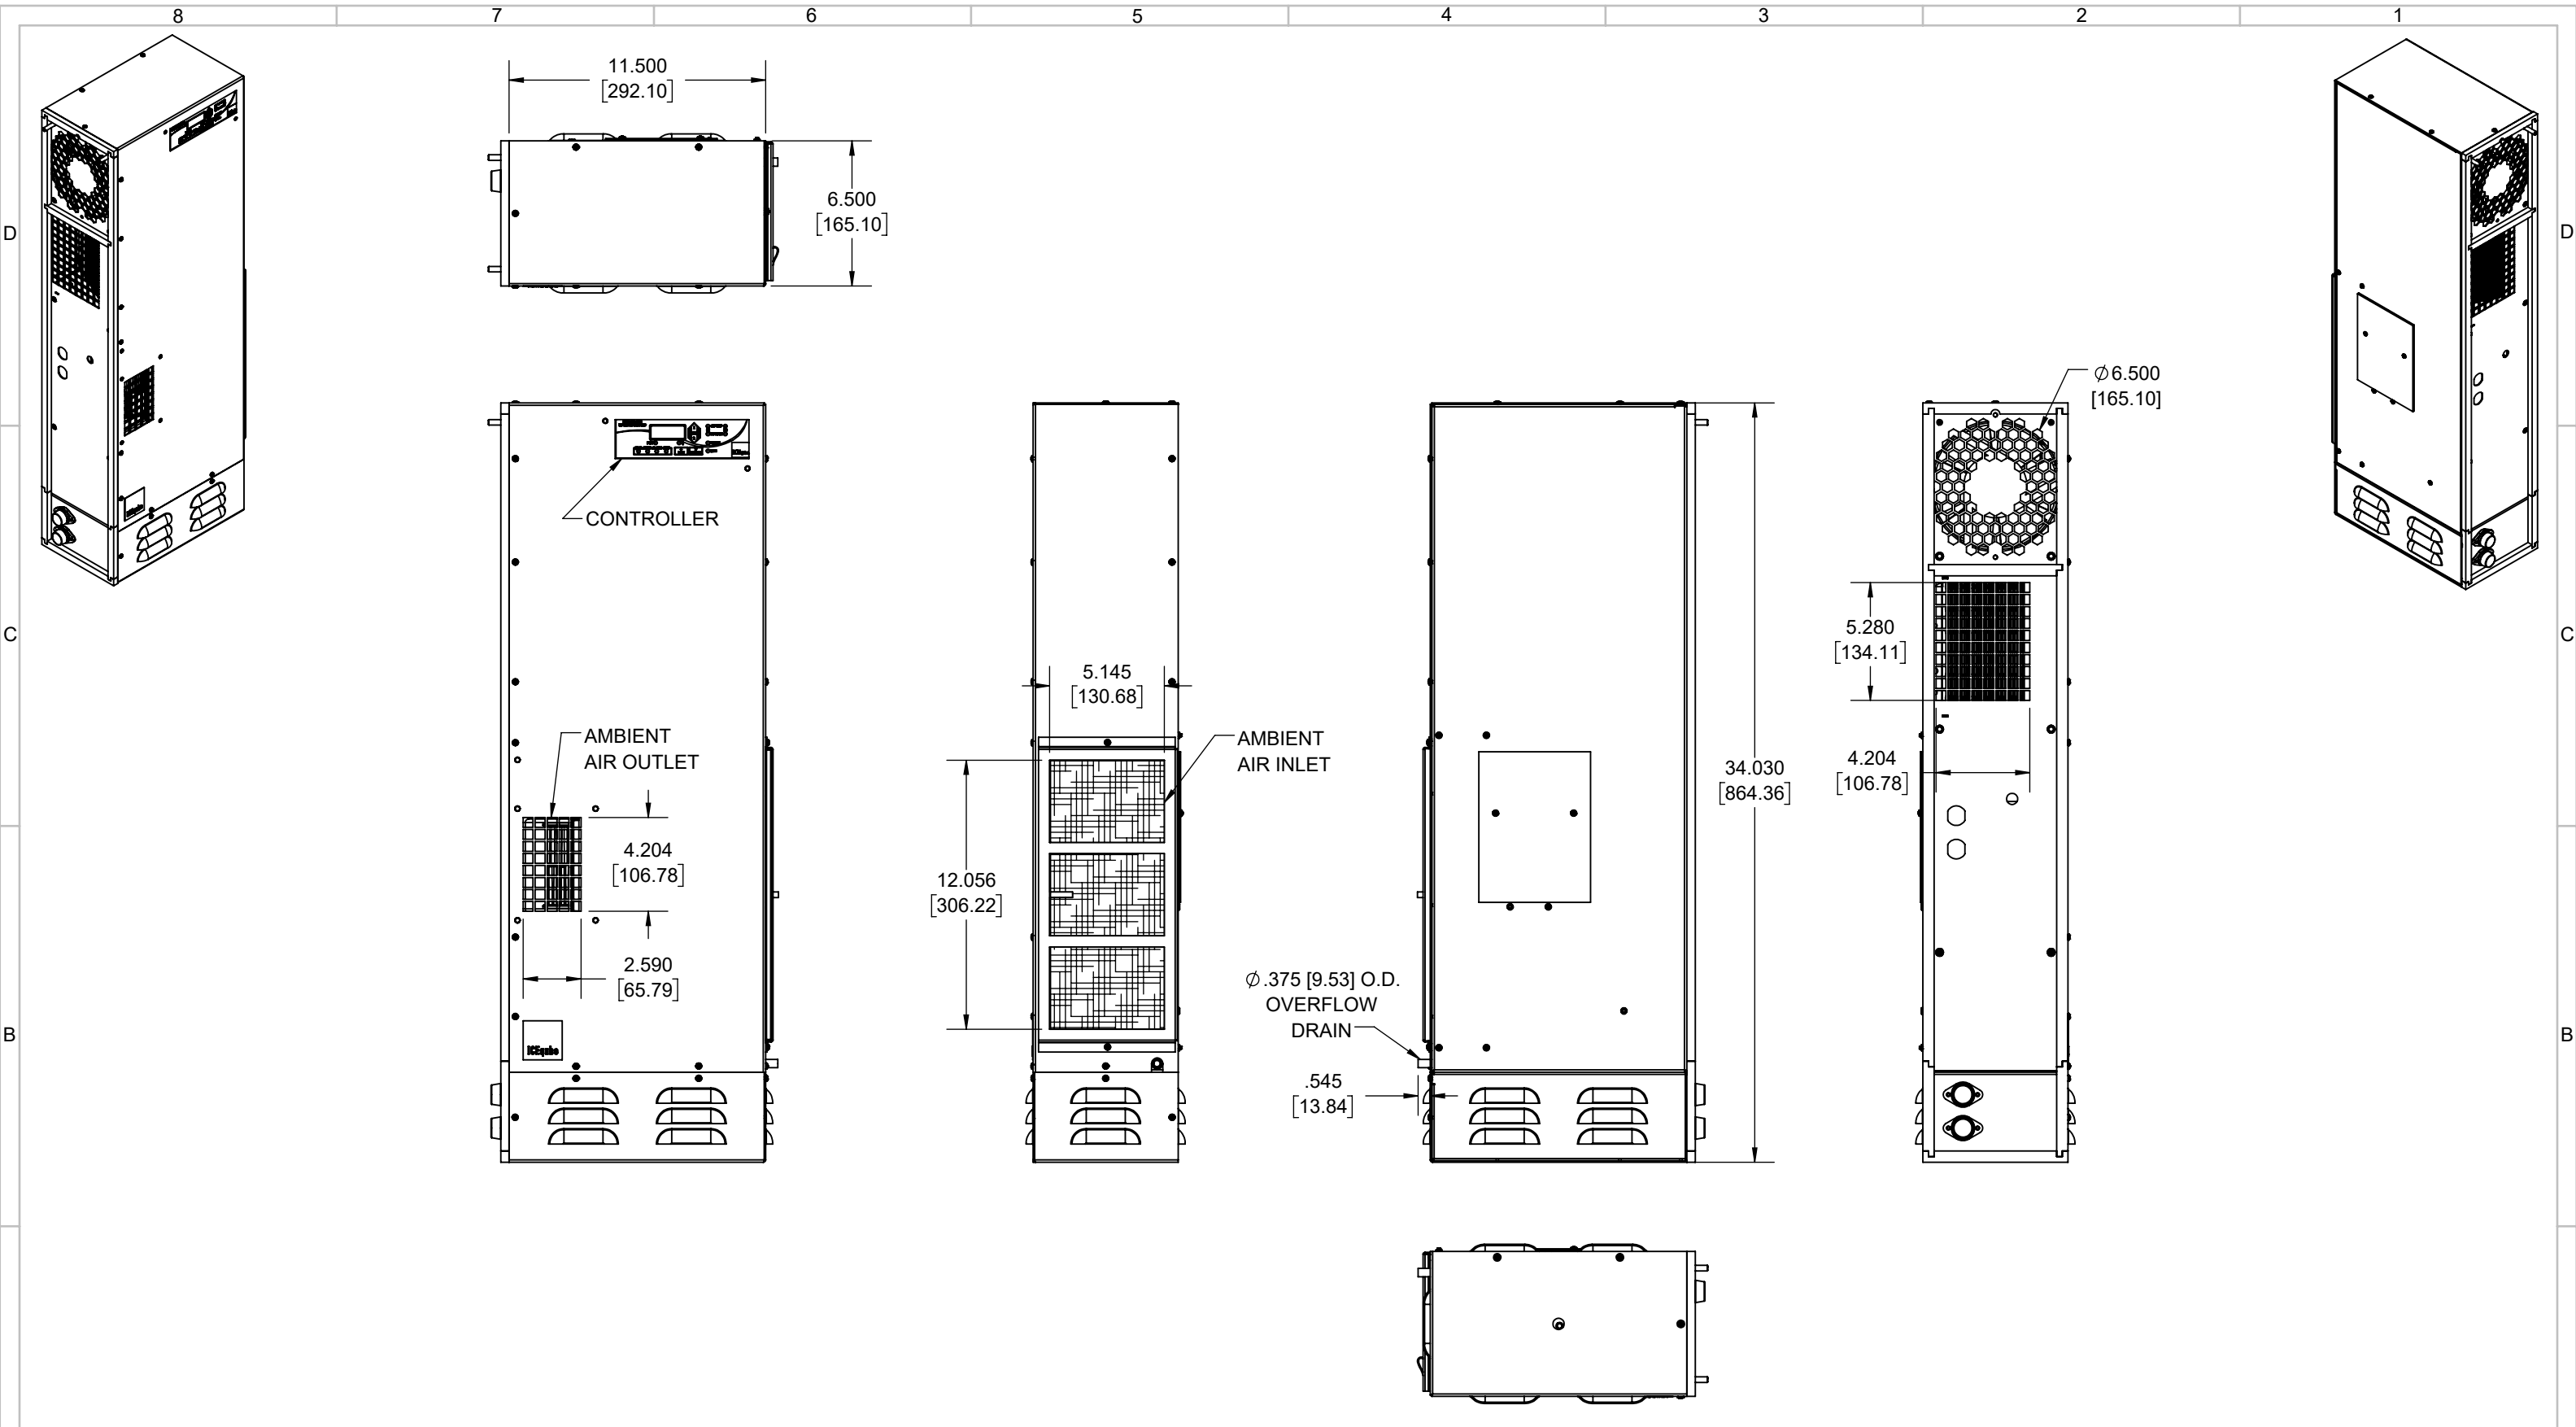 8 7 6 5 4 3 2 1
11.500
[292.10]
6.500
[165.10]
D
D
Ø6.500
[165.10]
CONTROLLER
C
C
5.280
[134.11]
5.145
[130.68]
AMBIENT
AIR OUTLET
AMBIENT
AIR INLET
34.030
[864.36]
4.204
[106.78]
4.204
[106.78]
12.056
[306.22]
2.590
[65.79]
Ø.375 [9.53] O.D.
OVERFLOW
DRAIN
B
B
ICEqube
.545
[13.84]